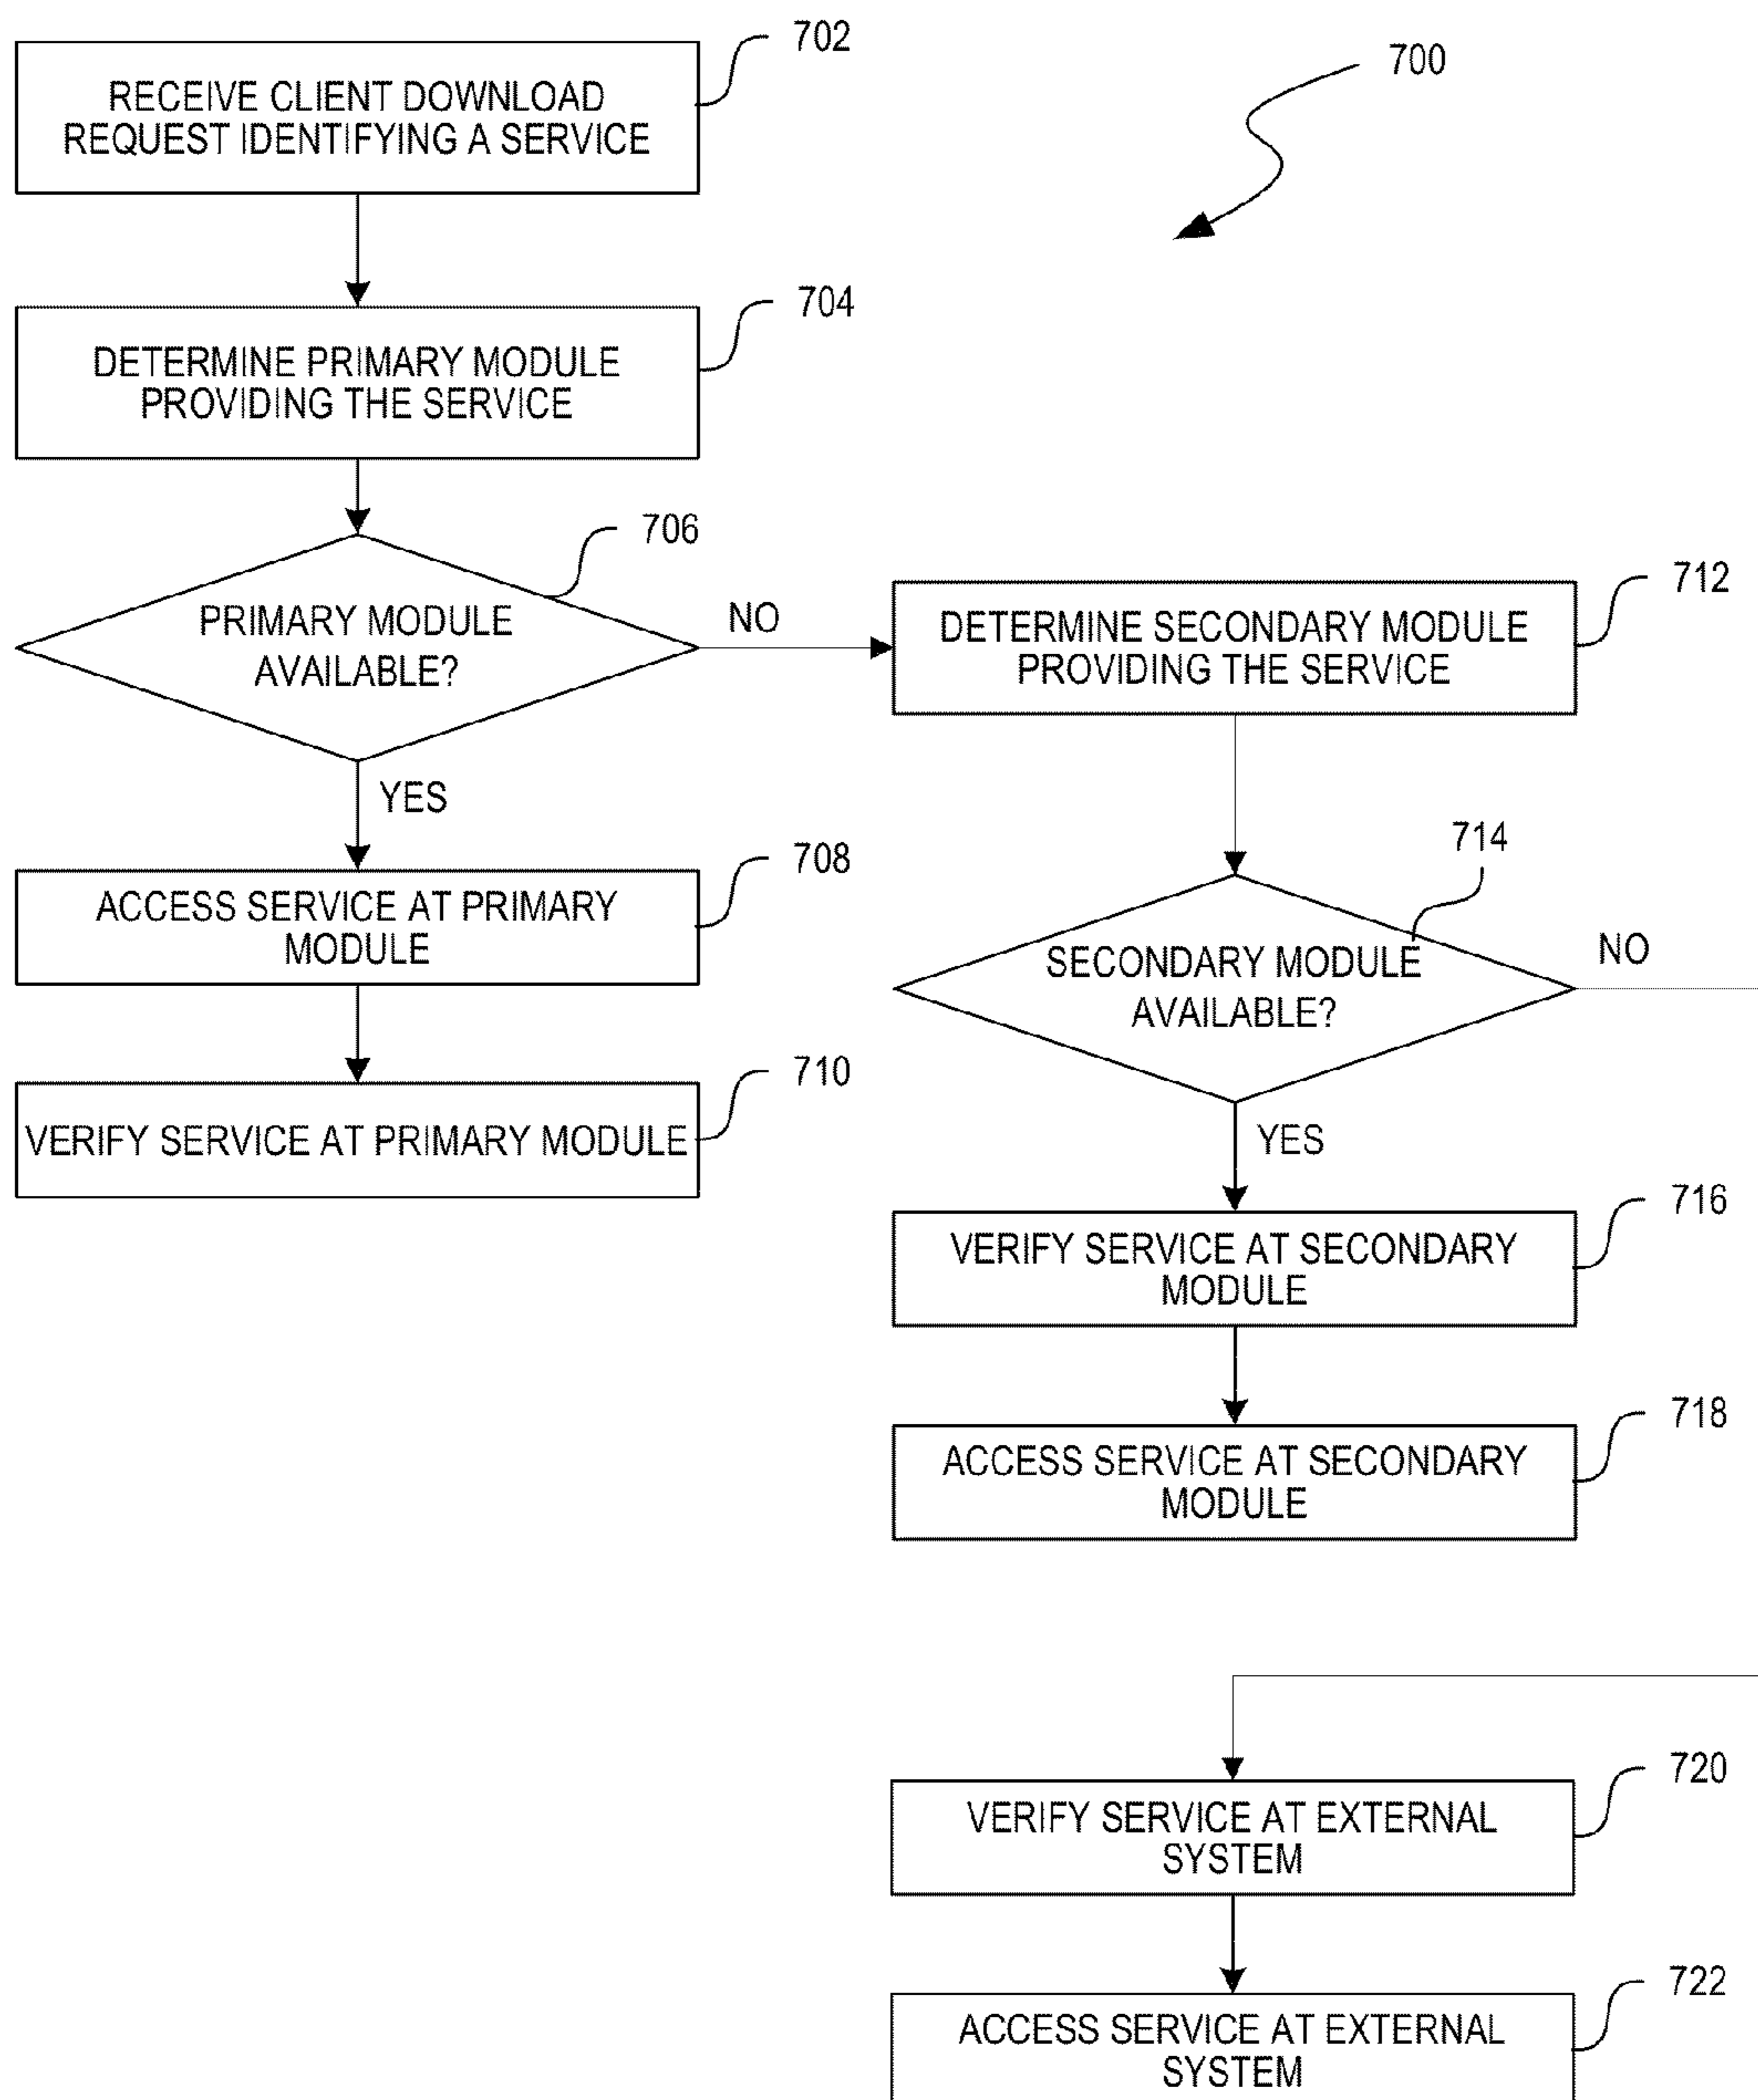 702
RECEIVE CLIENT DOWNLOAD
REQUEST IDENTIFYING A SERVICE
700
704
DETERMINE PRIMARY MODULE
PROVIDING THE SERVICE
706
PRIMARY MODULE
AVAILABLE?
NO
YES
708
ACCESS SERVICE AT PRIMARY
MODULE
710
VERIFY SERVICE AT PRIMARY MODULE
712
DETERMINE SECONDARY MODULE
PROVIDING THE SERVICE
714
SECONDARY MODULE
AVAILABLE?
NO
YES
716
VERIFY SERVICE AT SECONDARY
MODULE
718
ACCESS SERVICE AT SECONDARY
MODULE
720
VERIFY SERVICE AT EXTERNAL
SYSTEM
722
ACCESS SERVICE AT EXTERNAL
SYSTEM